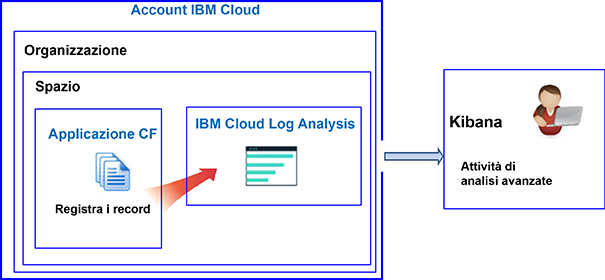 Account IBM Cloud
Organizzazione
Spazio
Applicazione CF
Registra i record
IBM Cloud Log Analysis
Kibana
Attività di
analisi avanzate